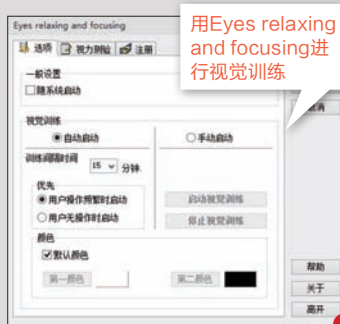 Eyes relaxing and focusing
用Eyes relaxing
and focusing进
行视觉训练
选项 视力测验 注册
一般设置
随系统启动
取消
视觉训练
自动启动 手动启动
训练间隔时间 15 分钟
优先
用户操作频繁时启动 启动视觉训练
用户无操作时启动 停止视觉训练
颜色
默认颜色
第一颜色 第二颜色
帮助
关于
离开